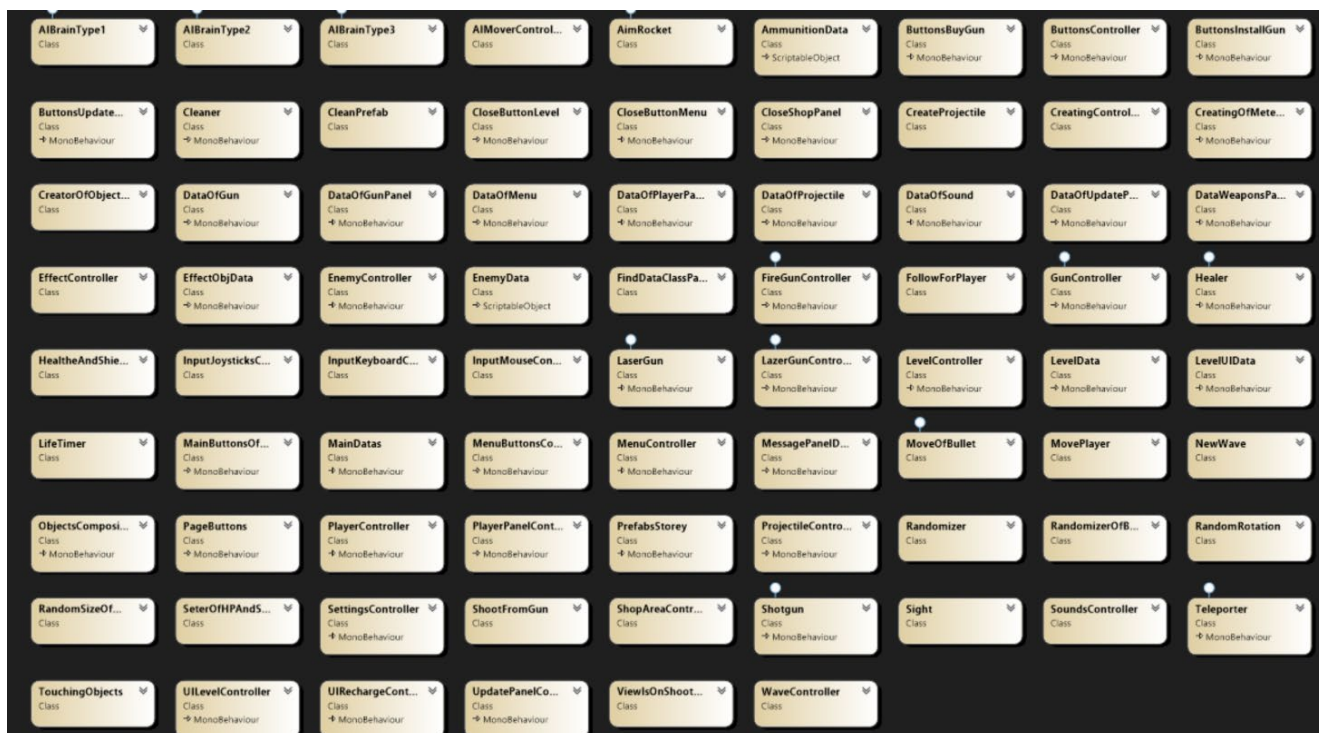 AIBrainType1
Class
AIBrainType2
Class
AIBrainType3
Class
AIMoverControl...
Class
AimRocket
Class
AmmunitionData
Class
ScriptableObject
ButtonsBuyGun
Class
MonoBehaviour
ButtonsController
Class
MonoBehaviour
ButtonsInstallGun
Class
MonoBehaviour
ButtonsUpdate...
Class
MonoBehaviour
Cleaner
Class
MonoBehaviour
CleanPrefab
Class
CloseButtonLevel
Class
MonoBehaviour
CloseButtonMenu
Class
MonoBehaviour
CloseShopPanel
Class
MonoBehaviour
CreateProjectile
Class
CreatingControl...
Class
CreatingOfMete...
Class
MonoBehaviour
CreatorOfObject...
Class
DataOfGun
Class
MonoBehaviour
DataOfGunPanel
Class
MonoBehaviour
DataOfMenu
Class
MonoBehaviour
DataOfPlayerPa...
Class
MonoBehaviour
DataOfProjectile
Class
MonoBehaviour
DataOfSound
Class
MonoBehaviour
DataOfUpdateP...
Class
MonoBehaviour
DataWeaponsPa...
Class
MonoBehaviour
EffectController
Class
EffectObjData
Class
MonoBehaviour
EnemyController
Class
MonoBehaviour
EnemyData
Class
ScriptableObject
FindDataClassPa...
Class
FireGunController
Class
MonoBehaviour
FollowForPlayer
Class
GunController
Class
MonoBehaviour
Healer
Class
MonoBehaviour
HealtheAndShie...
Class
InputJoysticksC...
Class
InputKeyboardC...
Class
InputMouseCon...
Class
LaserGun
Class
MonoBehaviour
LazerGunContro...
Class
MonoBehaviour
LevelController
Class
MonoBehaviour
LevelData
Class
MonoBehaviour
LevelUIData
Class
MonoBehaviour
LifeTimer
Class
MainButtonsOf...
Class
MonoBehaviour
MainDatas
Class
MonoBehaviour
MenuButtonsCo...
Class
MonoBehaviour
MenuController
Class
MonoBehaviour
MessagePanelD...
Class
MonoBehaviour
MoveOfBullet
Class
MovePlayer
Class
NewWave
Class
ObjectsComposi...
Class
MonoBehaviour
PageButtons
Class
MonoBehaviour
PlayerController
Class
MonoBehaviour
PlayerPanelCont...
Class
MonoBehaviour
PrefabsStorey
Class
MonoBehaviour
ProjectileContro...
Class
MonoBehaviour
Randomizer
Class
RandomizerOfB...
Class
RandomRotation
Class
RandomSizeOf...
Class
SeterOfHPAndS...
Class
SettingsController
Class
MonoBehaviour
ShootFromGun
Class
ShopAreaContr...
Class
Shotgun
Class
MonoBehaviour
Sight
Class
SoundsController
Class
Teleporter
Class
MonoBehaviour
TouchingObjects
Class
UILevelController
Class
MonoBehaviour
UIRechargeCont...
Class
MonoBehaviour
UpdatePanelCo...
Class
MonoBehaviour
ViewIsOnShoot...
Class
WaveController
Class